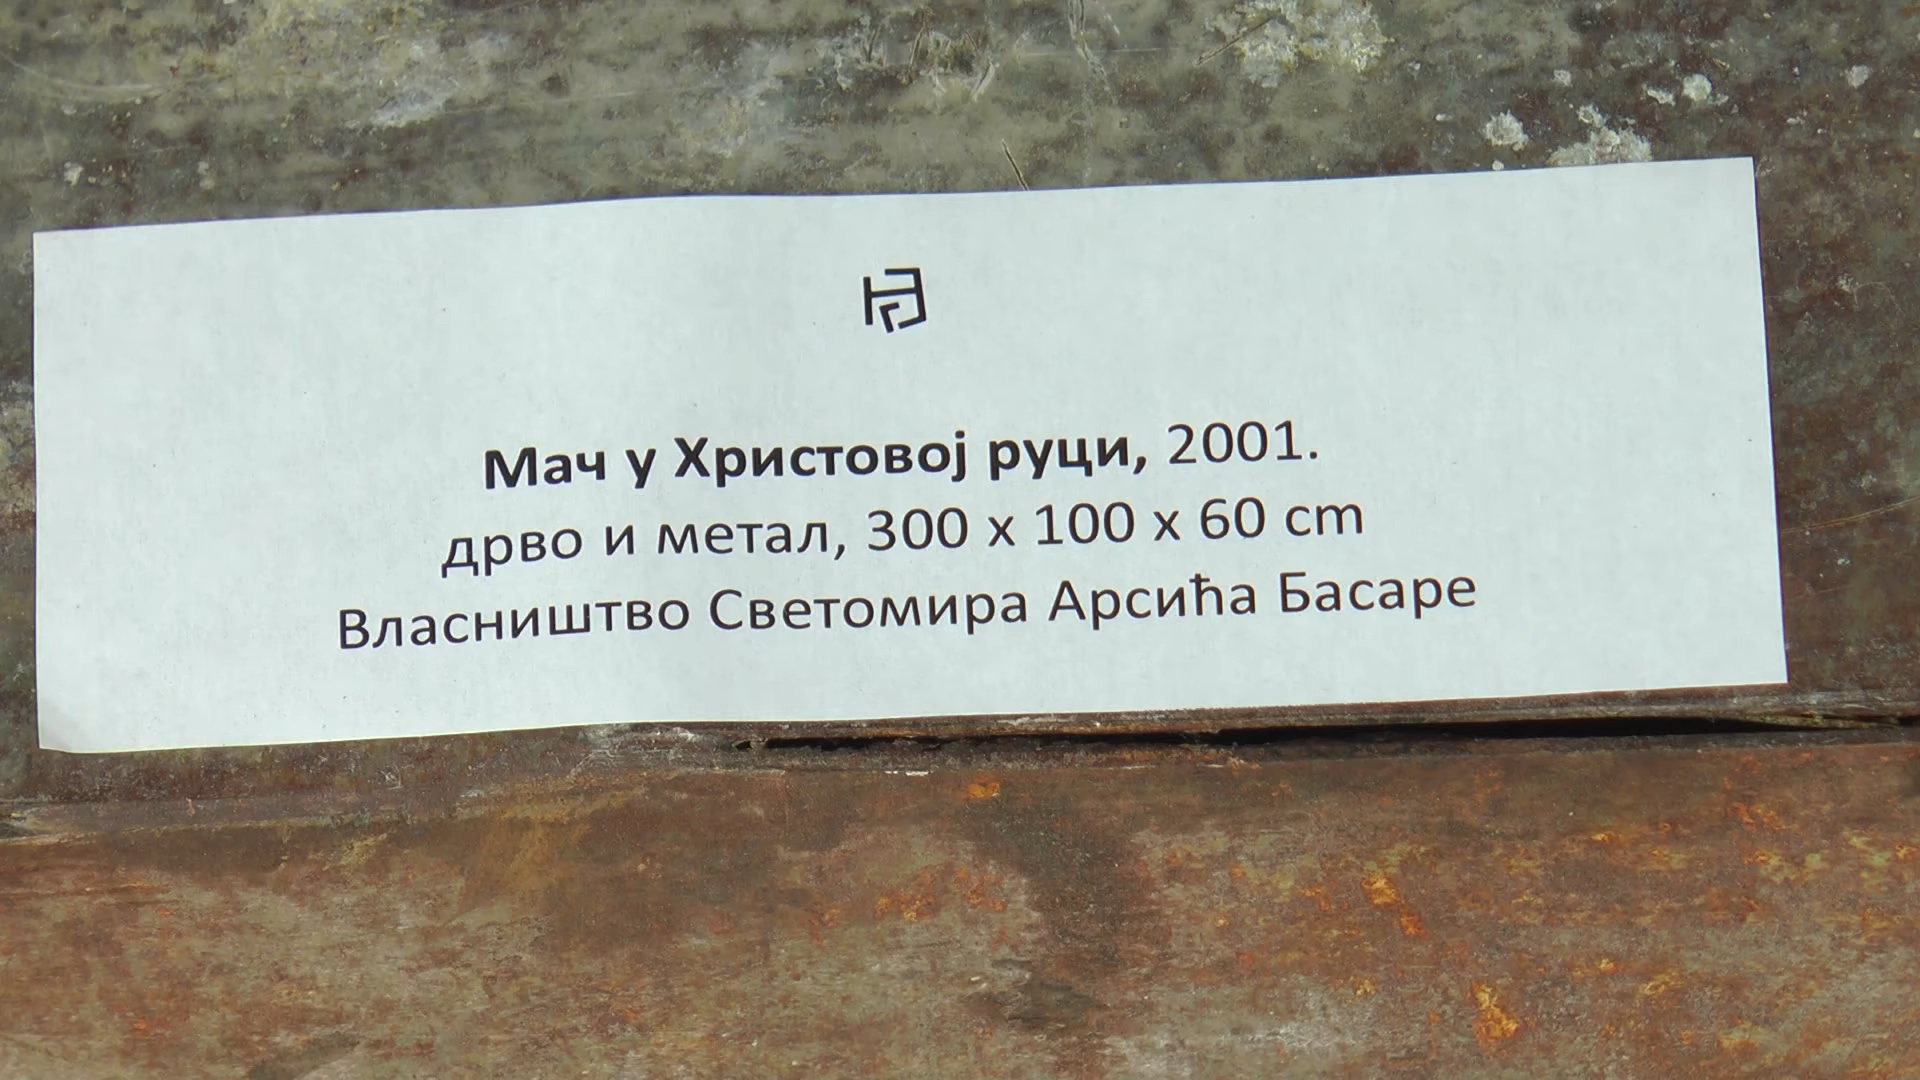 Мач у Христовој руци, 2001.
дрво и метал, 300 x 100 x 60 cm
Власништво Светомира Арсића Басаре